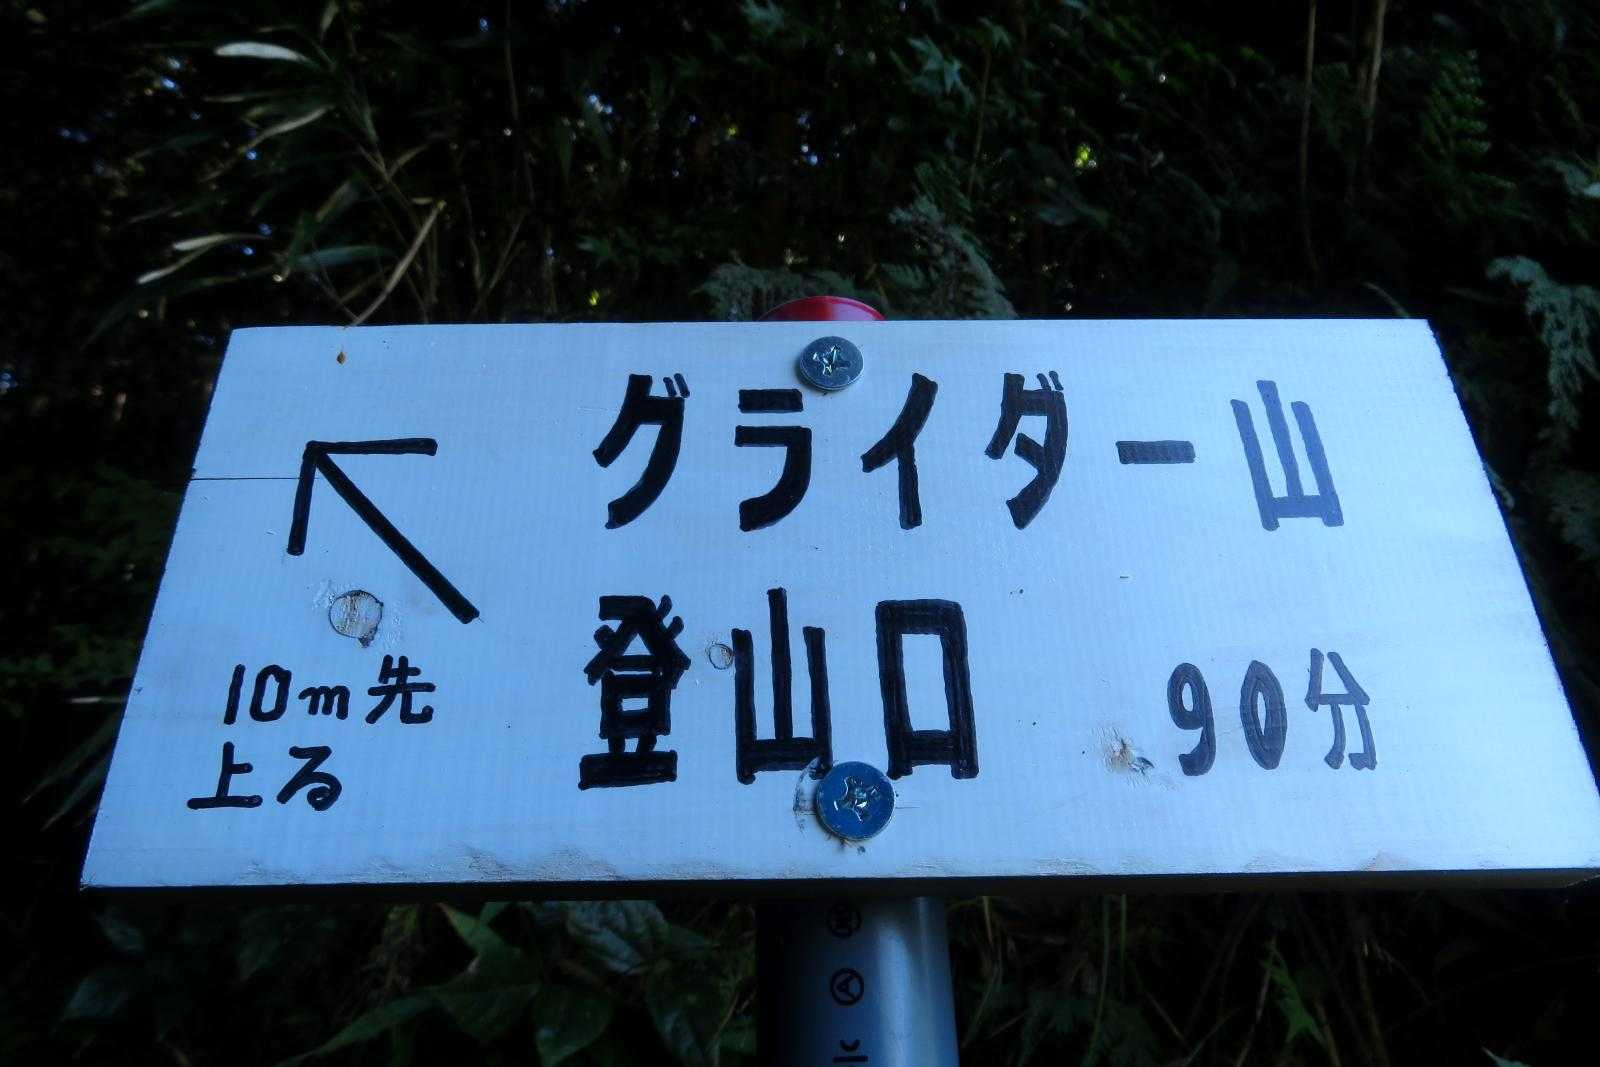 グライダー山
登山口 90分
10m先
上る